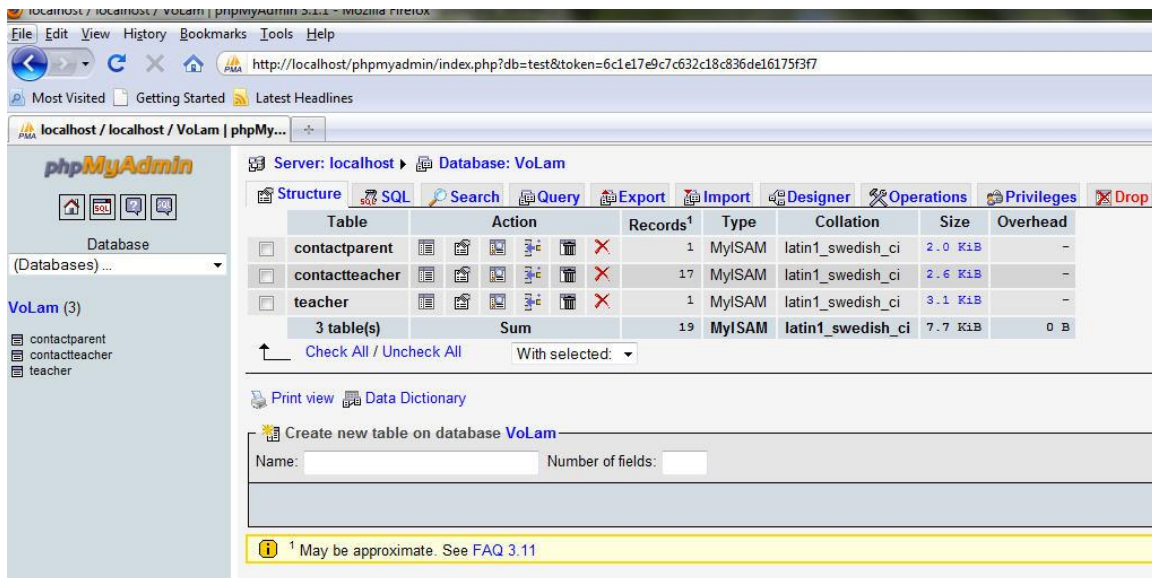 localhost / localhost / VoLam | phpMyAdmin 3.1.1 - Mozilla Firefox
File Edit View History Bookmarks Tools Help
PMA http://localhost/phpmyadmin/index.php?db=test&token=6c1e17e9c7c632c18c836de16175f3f7
Most Visited Getting Started Latest Headlines
PMA localhost / localhost / VoLam | phpMy...
phpMyAdmin
SQL
Database
(Databases) ...
VoLam (3)
contactparent
contactteacher
teacher
Server: localhost Database: VoLam
Structure SQL Search Query Export Import Designer Operations Privileges Drop
Table Action Records1 Type Collation Size Overhead
contactparent 1 MyISAM latin1_swedish_ci 2.0 KiB -
contactteacher 17 MyISAM latin1_swedish_ci 2.6 KiB -
teacher 1 MyISAM latin1_swedish_ci 3.1 KiB -
3 table(s) Sum 19 MyISAM latin1_swedish_ci 7.7 KiB 0 B
Check All / Uncheck All With selected:
Print view Data Dictionary
Create new table on database VoLam
Name: Number of fields:
1 May be approximate. See FAQ 3.11